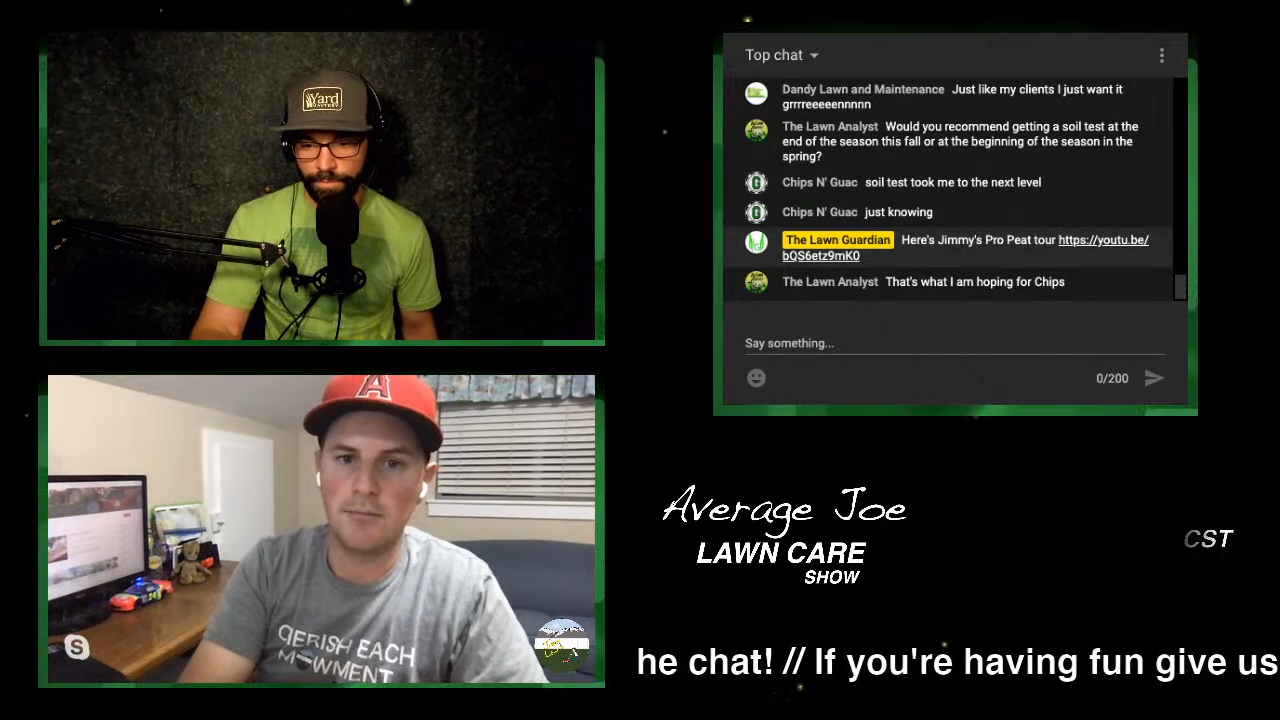 Yard
MASTERY
A
24
CHERISH EACH
MOWMENT
S
Top chat
Dandy Lawn and Maintenance Just like my clients I just want it
grrrreeeeennnnn
The Lawn Analyst Would you recommend getting a soil test at the
end of the season this fall or at the beginning of the season in the
spring?
Chips N' Guac soil test took me to the next level
Chips N' Guac just knowing
The Lawn Guardian Here's Jimmy's Pro Peat tour https://youtu.be/
bQS6etz9mK0
The Lawn Analyst That's what I am hoping for Chips
Say something...
0/200
Average Joe
LAWN CARE
SHOW
CST
he chat! // If you're having fun give us